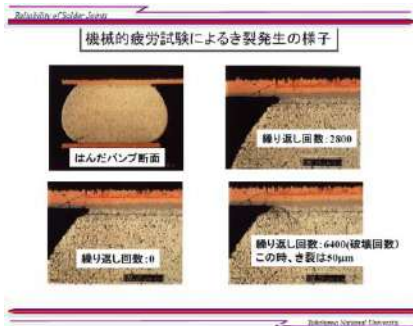 Reliability of Solder Joints
機械的疲労試験によるき裂発生の様子
はんだバンプ断面
繰り返し回数:2800
繰り返し回数:0
繰り返し回数:6400(破壊回数)
この時、き裂は50μm
Yokohama National University